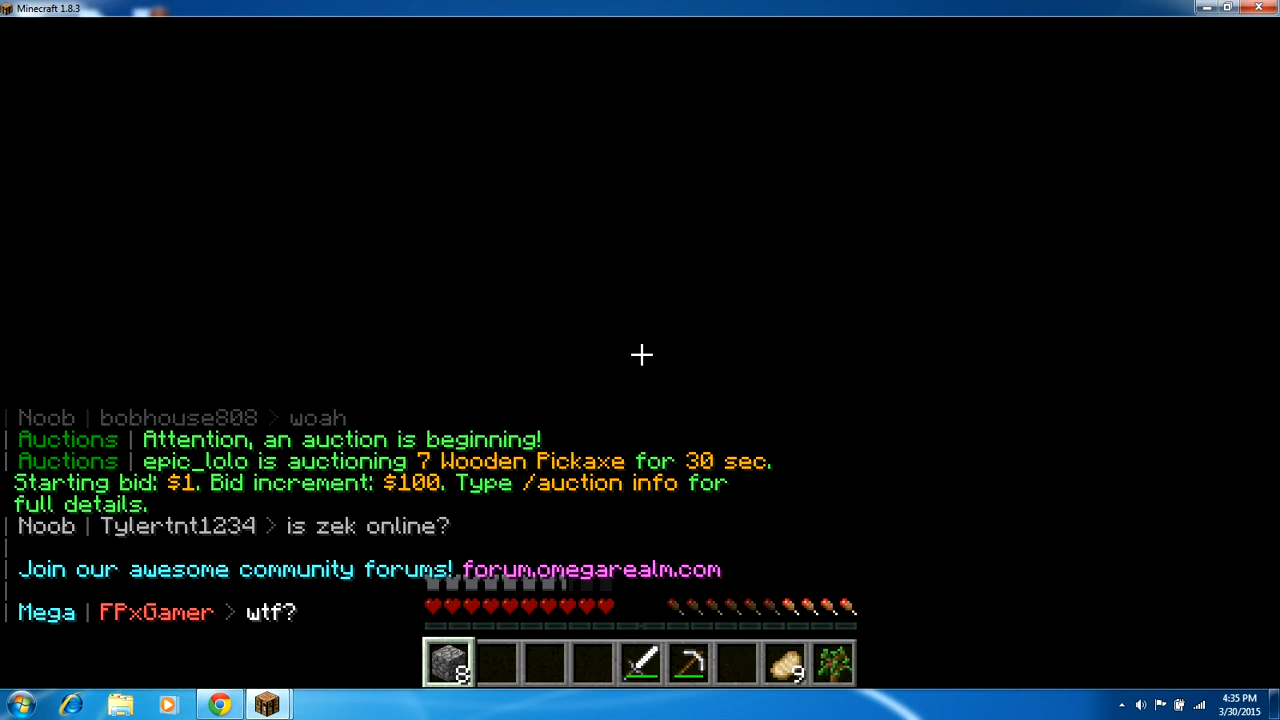 Minecraft 1.8.3
| Noob | bobhouse808 > woah
| Auctions | Attention, an auction is beginning!
| Auctions | epic_lolo is auctioning 7 Wooden Pickaxe for 30 sec.
Starting bid: $1. Bid increment: $100. Type /auction info for
full details.
| Noob | Tylertnt1234 > is zek online?
|
| Join our awesome community forums! forum.omegarealm.com
| Mega | FPxGamer > wtf?
8
9
4:35 PM
3/30/2015